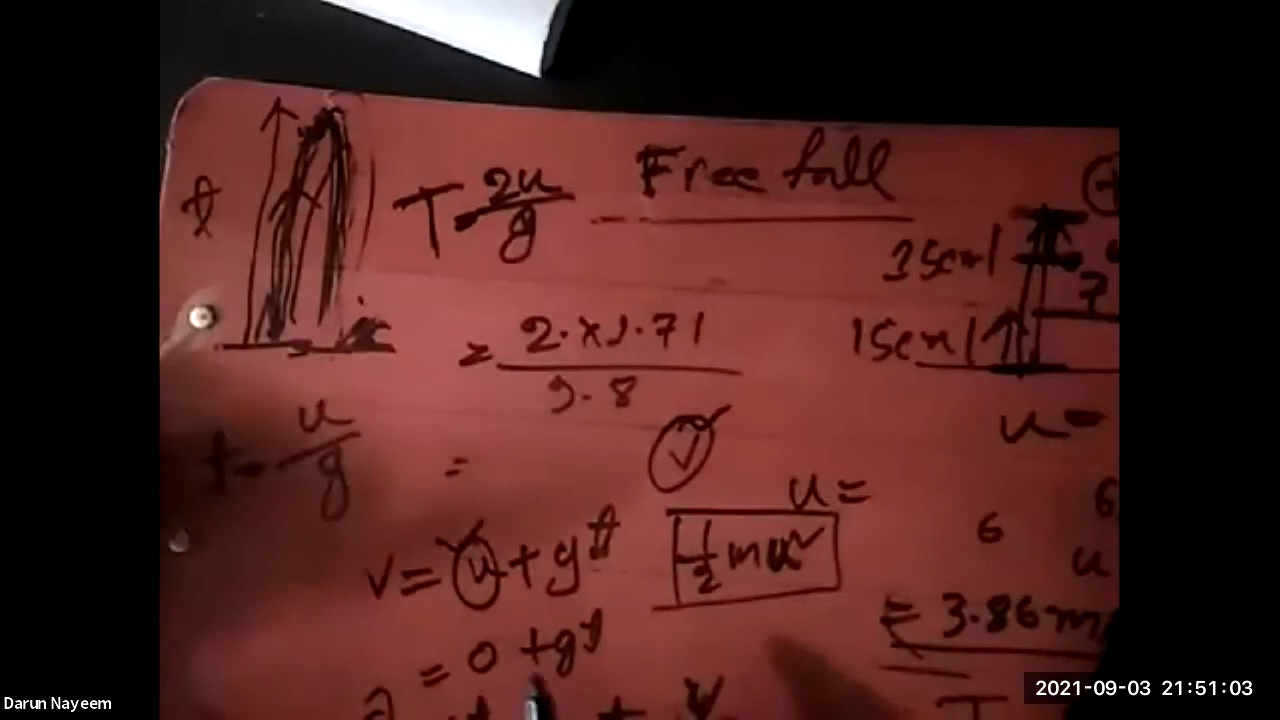 Free fall
T = 2u/g
35cm
= 2.×1.71/9.8
15cm
t = u/g
=
u =
V
u =
v = u + gt
1/2 mu²
6
6
u
= 0 + gt
= 3.86 m
T
Darun Nayeem
2021-09-03 21:51:03